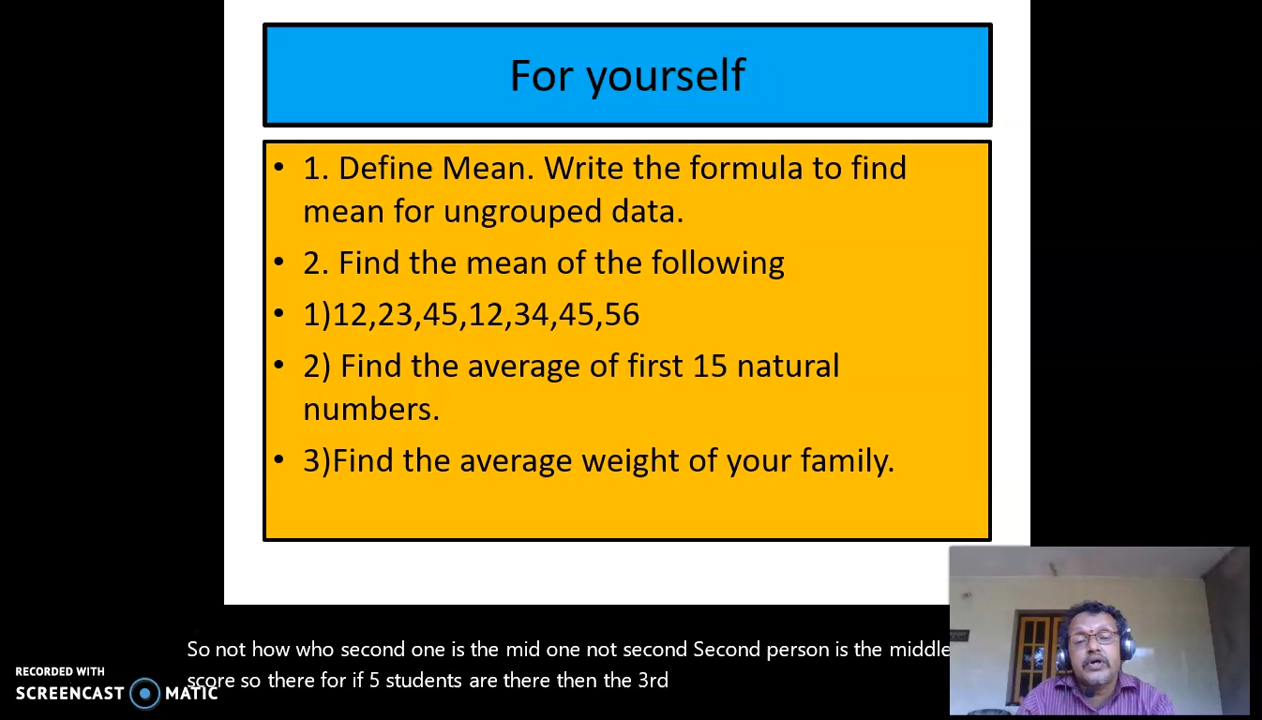 For yourself
• 1. Define Mean. Write the formula to find
mean for ungrouped data.
• 2. Find the mean of the following
• 1)12,23,45,12,34,45,56
• 2) Find the average of first 15 natural
numbers.
• 3)Find the average weight of your family.
So not how who second one is the mid one not second Second person is the middle
score so there for if 5 students are there then the 3rd
RECORDED WITH
SCREENCAST MATIC